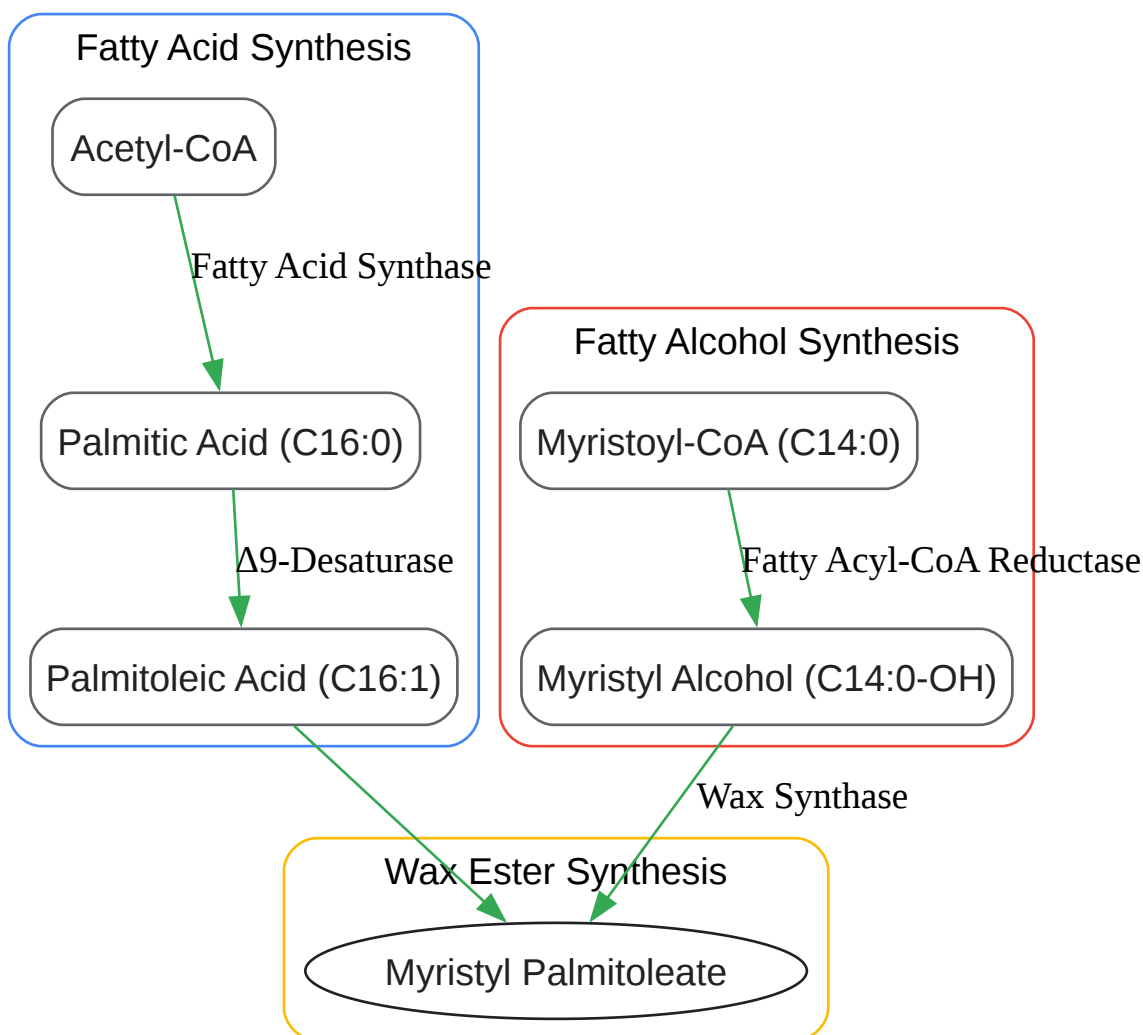 Fatty Acid Synthesis
Acetyl-CoA
Fatty Acid Synthase
Palmitic Acid (C16:0)
Δ9-Desaturase
Palmitoleic Acid (C16:1)
Fatty Alcohol Synthesis
Myristoyl-CoA (C14:0)
Fatty Acyl-CoA Reductase
Myristyl Alcohol (C14:0-OH)
Wax Synthase
Wax Ester Synthesis
Myristyl Palmitoleate